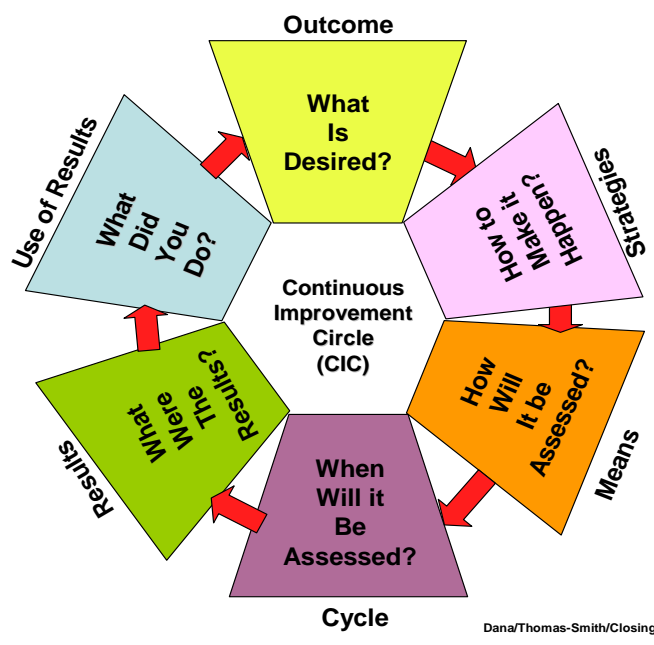 Outcome
What
Is
Desired?
Strategies
How to
Make it
Happen?
Means
How
Will
It be
Assessed?
Cycle
When
Will it
Be
Assessed?
Results
What
Were
The
Results?
Use of Results
What
Did
You
Do?
Continuous
Improvement
Circle
(CIC)
Dana/Thomas-Smith/Closing